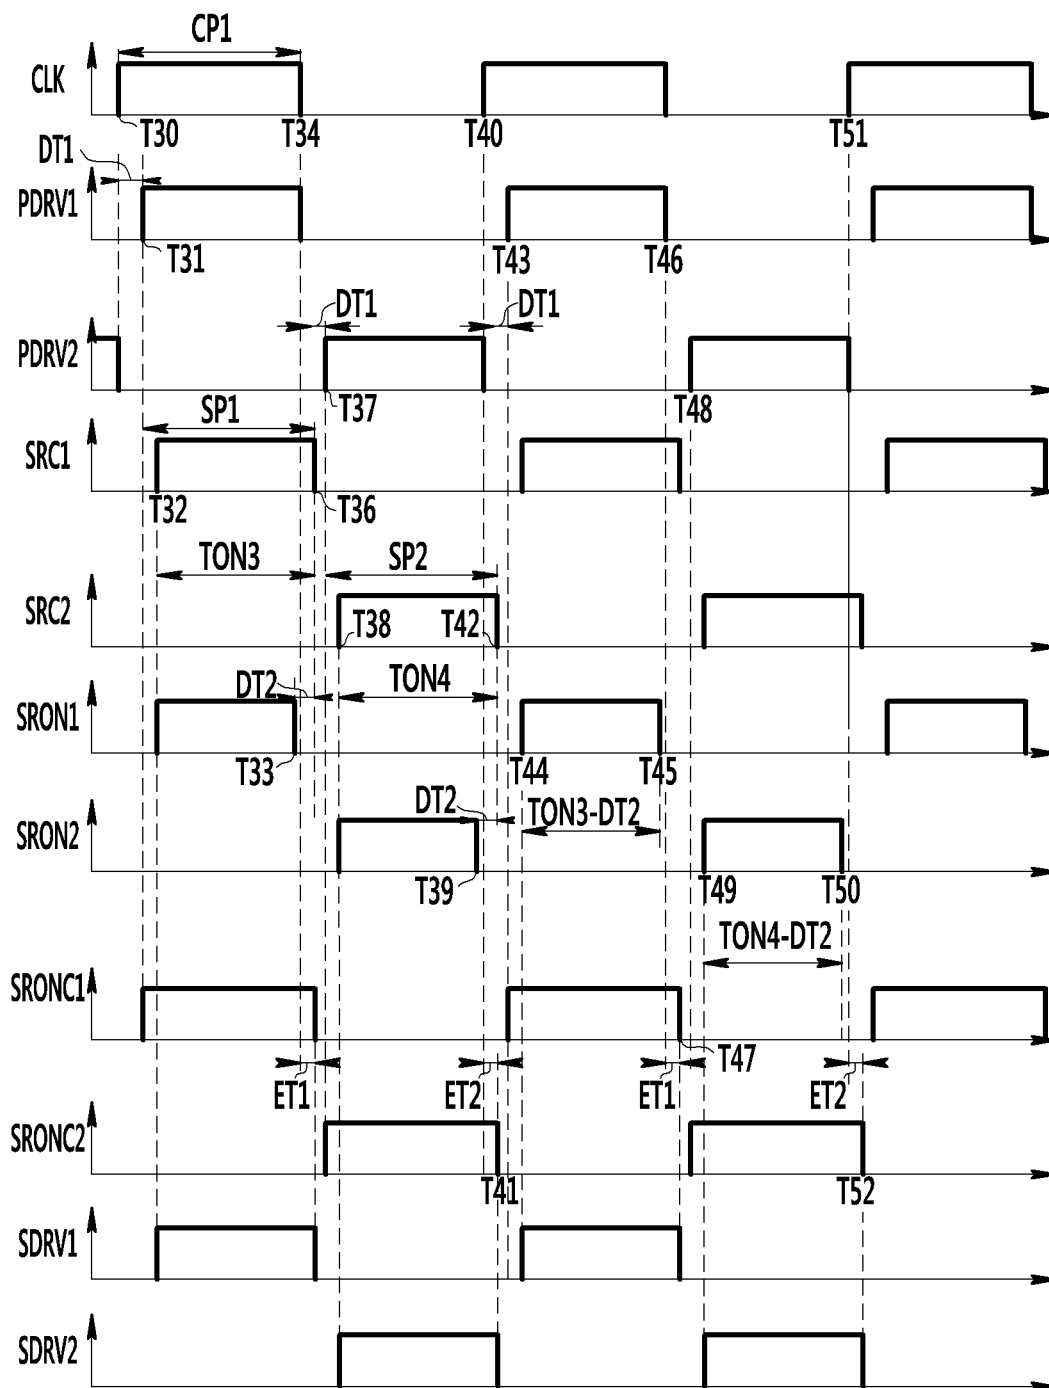 CP1
CLK
T30 T34 T40 T51
DT1
PDRV1
T31 T43 T46
DT1 DT1
PDRV2
T37 T48
SP1
SRC1
T32 T36
TON3 SP2
SRC2
T38 T42
DT2 TON4
SRON1
T33 T44 T45
DT2 TON3-DT2
SRON2
T39 T49 T50
TON4-DT2
SRONC1
T47
ET1 ET2 ET1 ET2
SRONC2
T41 T52
SDRV1
SDRV2